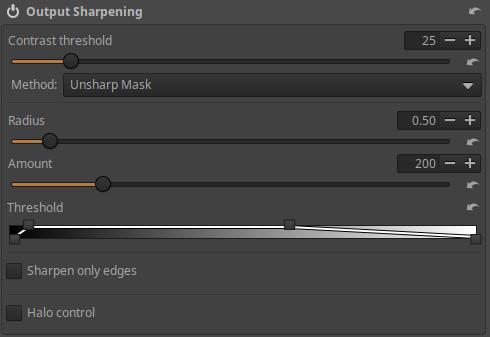 Output Sharpening
Contrast threshold 25
Method: Unsharp Mask
Radius 0.50
Amount 200
Threshold
Sharpen only edges
Halo control